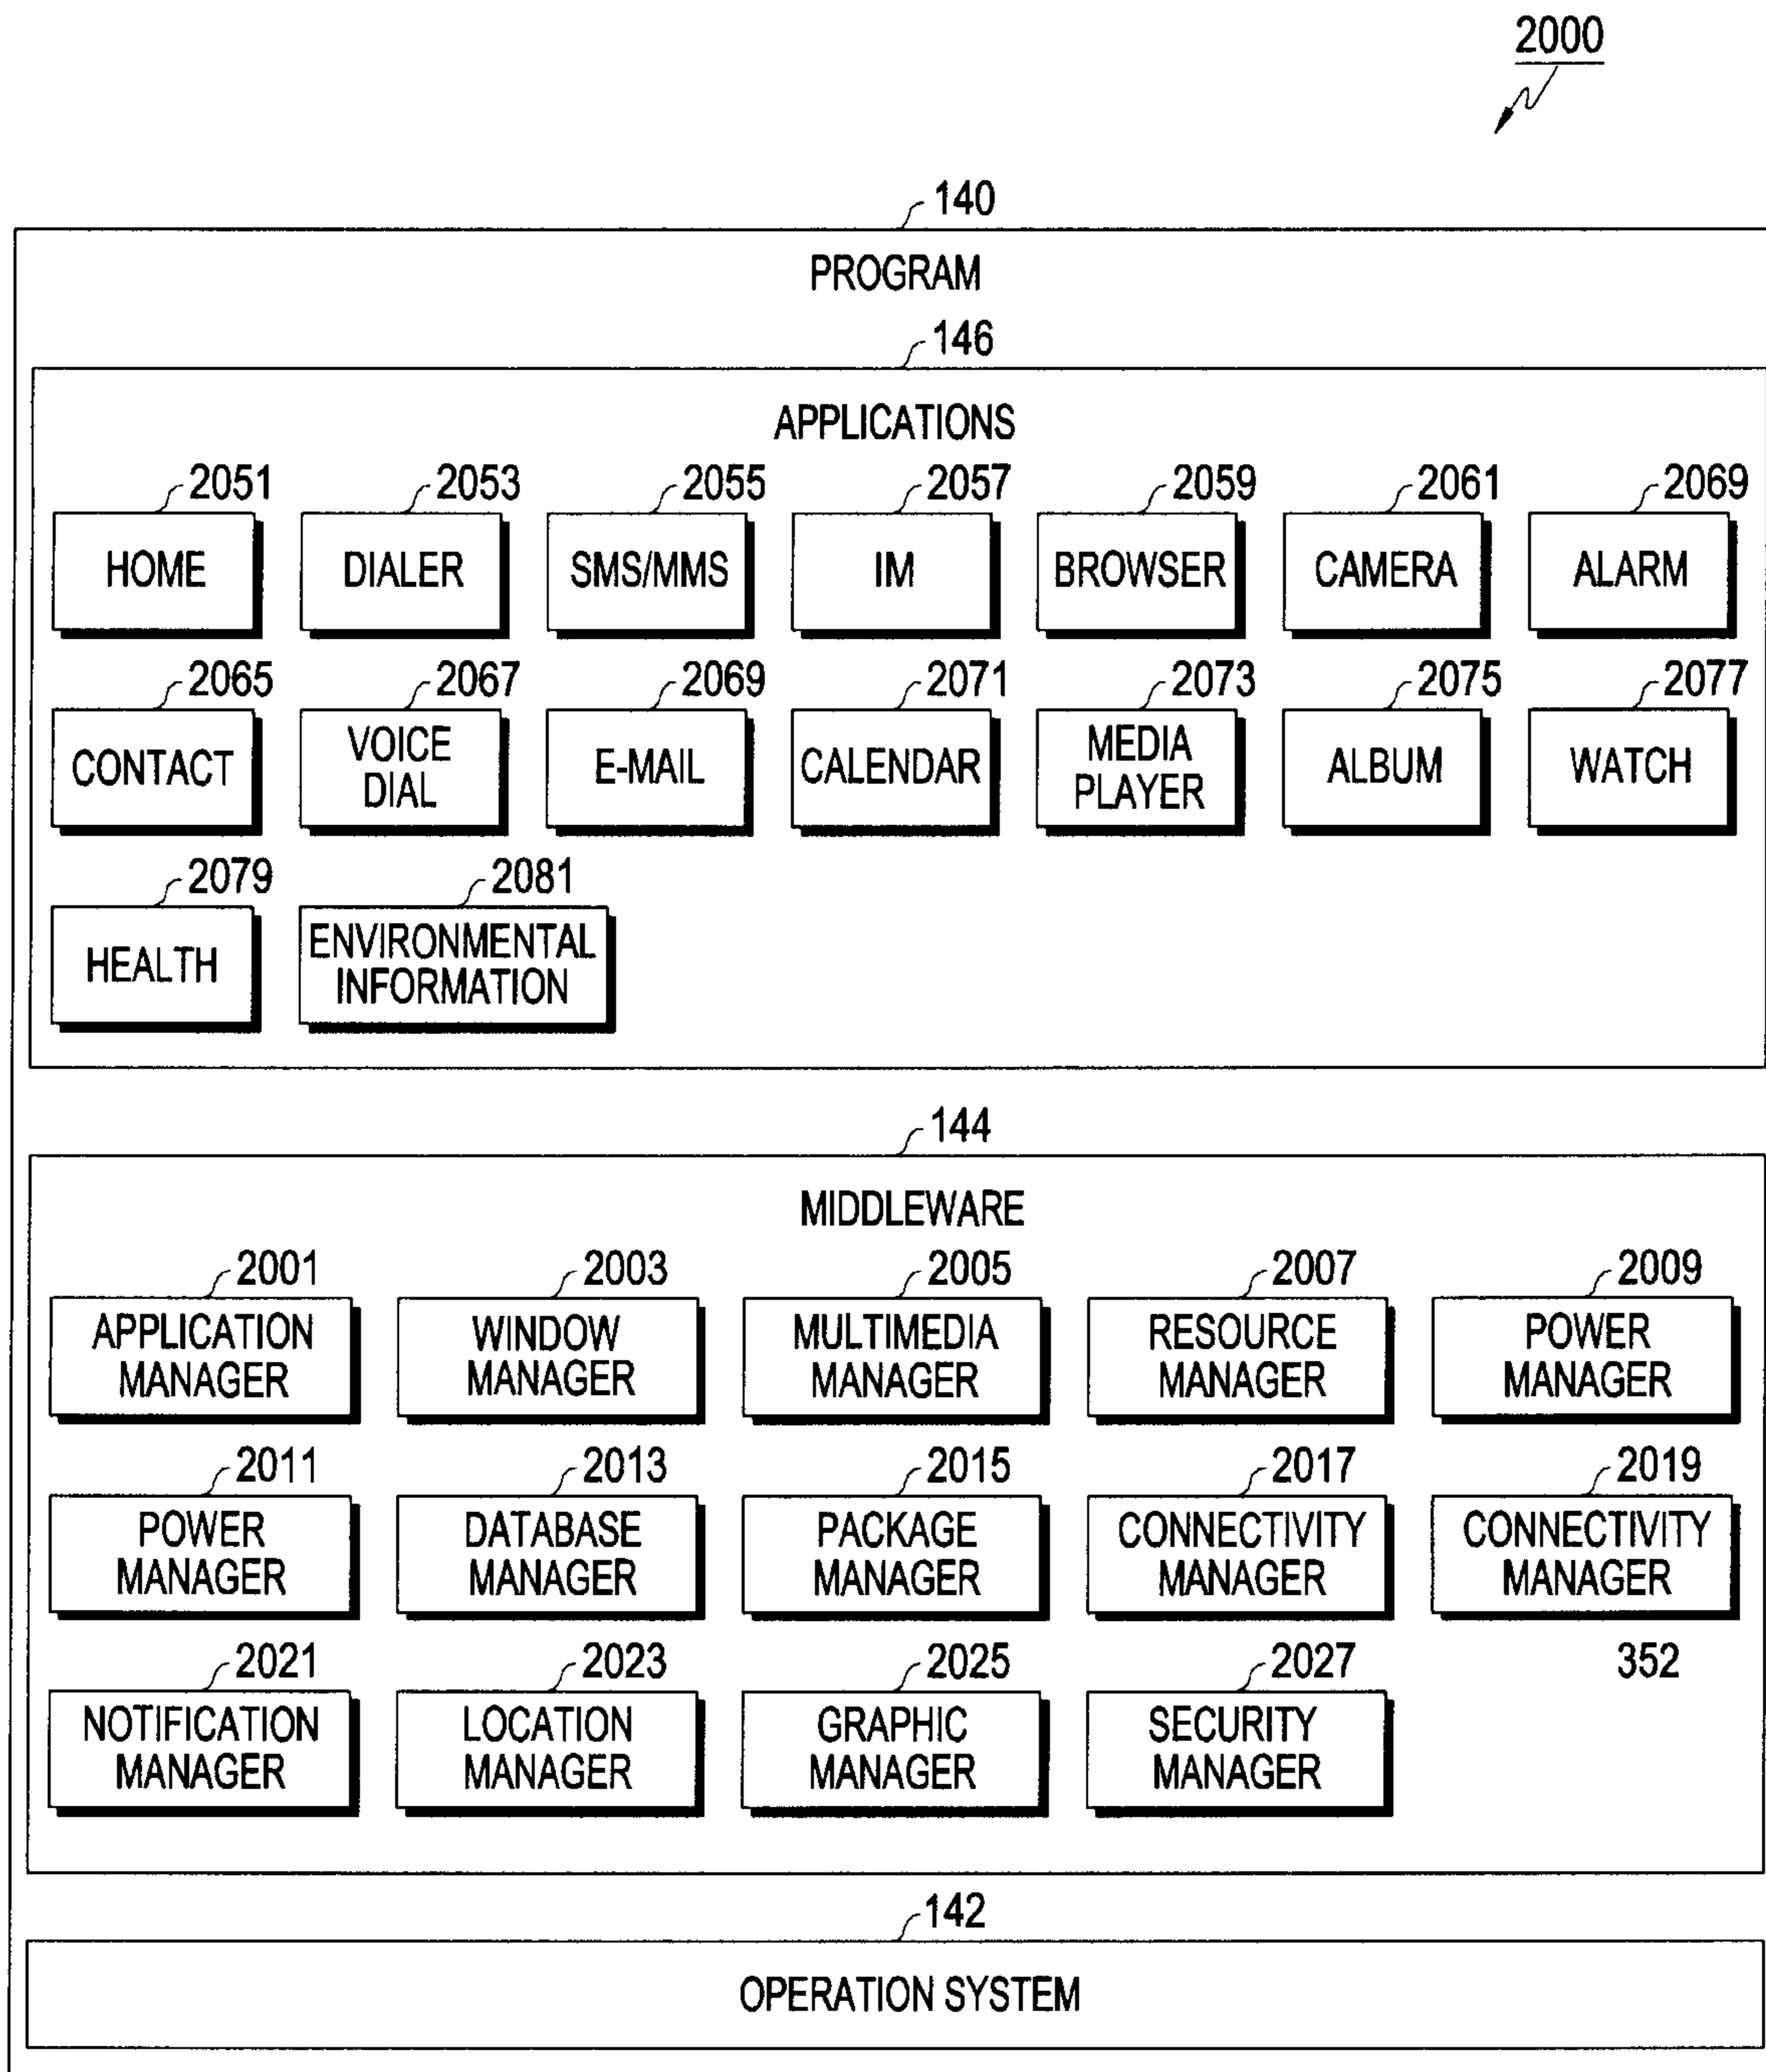 2000
140
PROGRAM
146
APPLICATIONS
2051 2053 2055 2057 2059 2061 2069
HOME DIALER SMS/MMS IM BROWSER CAMERA ALARM
2065 2067 2069 2071 2073 2075 2077
CONTACT VOICE DIAL E-MAIL CALENDAR MEDIA PLAYER ALBUM WATCH
2079 2081
HEALTH ENVIRONMENTAL INFORMATION
144
MIDDLEWARE
2001 2003 2005 2007 2009
APPLICATION MANAGER WINDOW MANAGER MULTIMEDIA MANAGER RESOURCE MANAGER POWER MANAGER
2011 2013 2015 2017 2019
POWER MANAGER DATABASE MANAGER PACKAGE MANAGER CONNECTIVITY MANAGER CONNECTIVITY MANAGER
2021 2023 2025 2027 352
NOTIFICATION MANAGER LOCATION MANAGER GRAPHIC MANAGER SECURITY MANAGER
142
OPERATION SYSTEM